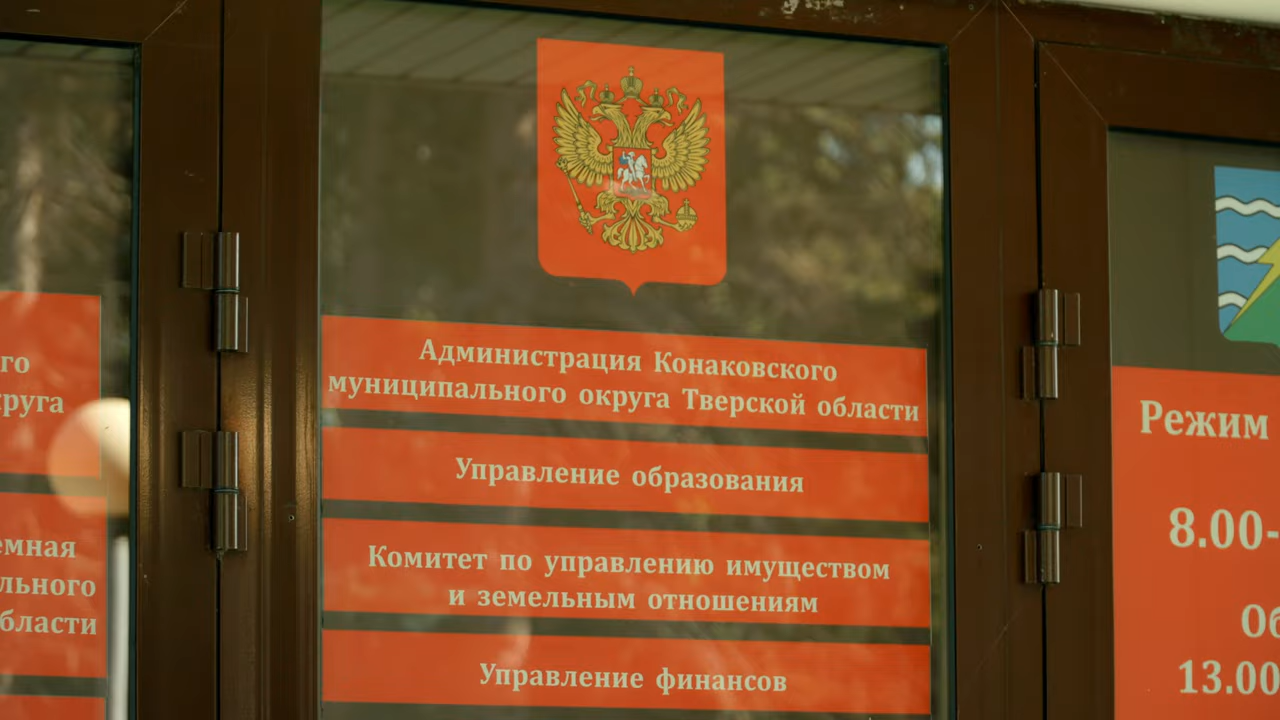 Администрация Конаковского
муниципального округа Тверской области
Управление образования
Комитет по управлению имуществом
и земельным отношениям
Управление финансов
Режим
8.00-
13.00